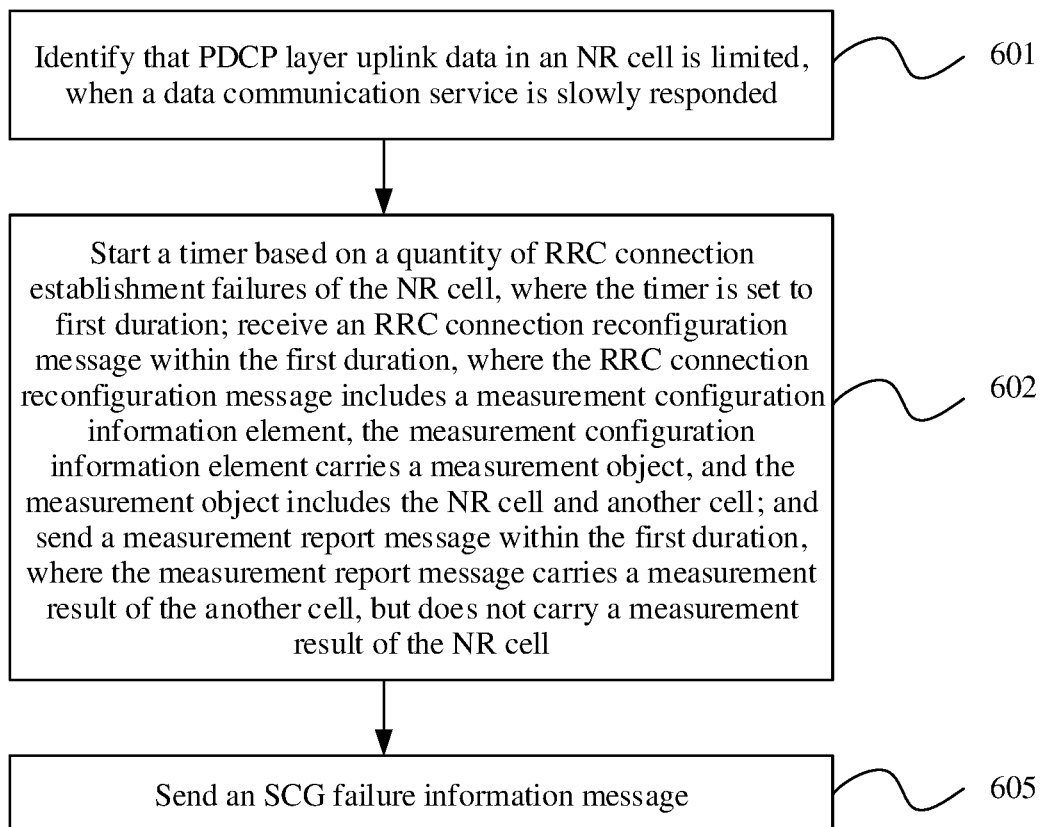 Identify that PDCP layer uplink data in an NR cell is limited,
when a data communication service is slowly responded
601
Start a timer based on a quantity of RRC connection
establishment failures of the NR cell, where the timer is set to
first duration; receive an RRC connection reconfiguration
message within the first duration, where the RRC connection
reconfiguration message includes a measurement configuration
information element, the measurement configuration
information element carries a measurement object, and the
measurement object includes the NR cell and another cell; and
send a measurement report message within the first duration,
where the measurement report message carries a measurement
result of the another cell, but does not carry a measurement
result of the NR cell
602
Send an SCG failure information message
605